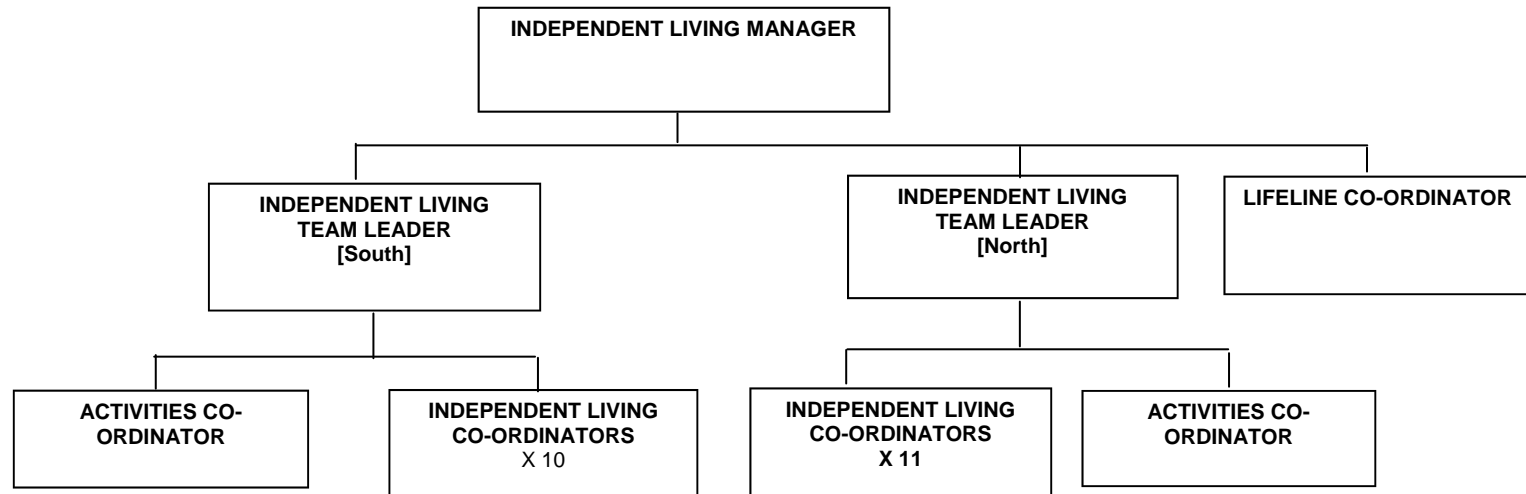 INDEPENDENT LIVING MANAGER
INDEPENDENT LIVING
TEAM LEADER
[South]
INDEPENDENT LIVING
TEAM LEADER
[North]
LIFELINE CO-ORDINATOR
ACTIVITIES CO-
ORDINATOR
INDEPENDENT LIVING
CO-ORDINATORS
X 10
INDEPENDENT LIVING
CO-ORDINATORS
X 11
ACTIVITIES CO-
ORDINATOR